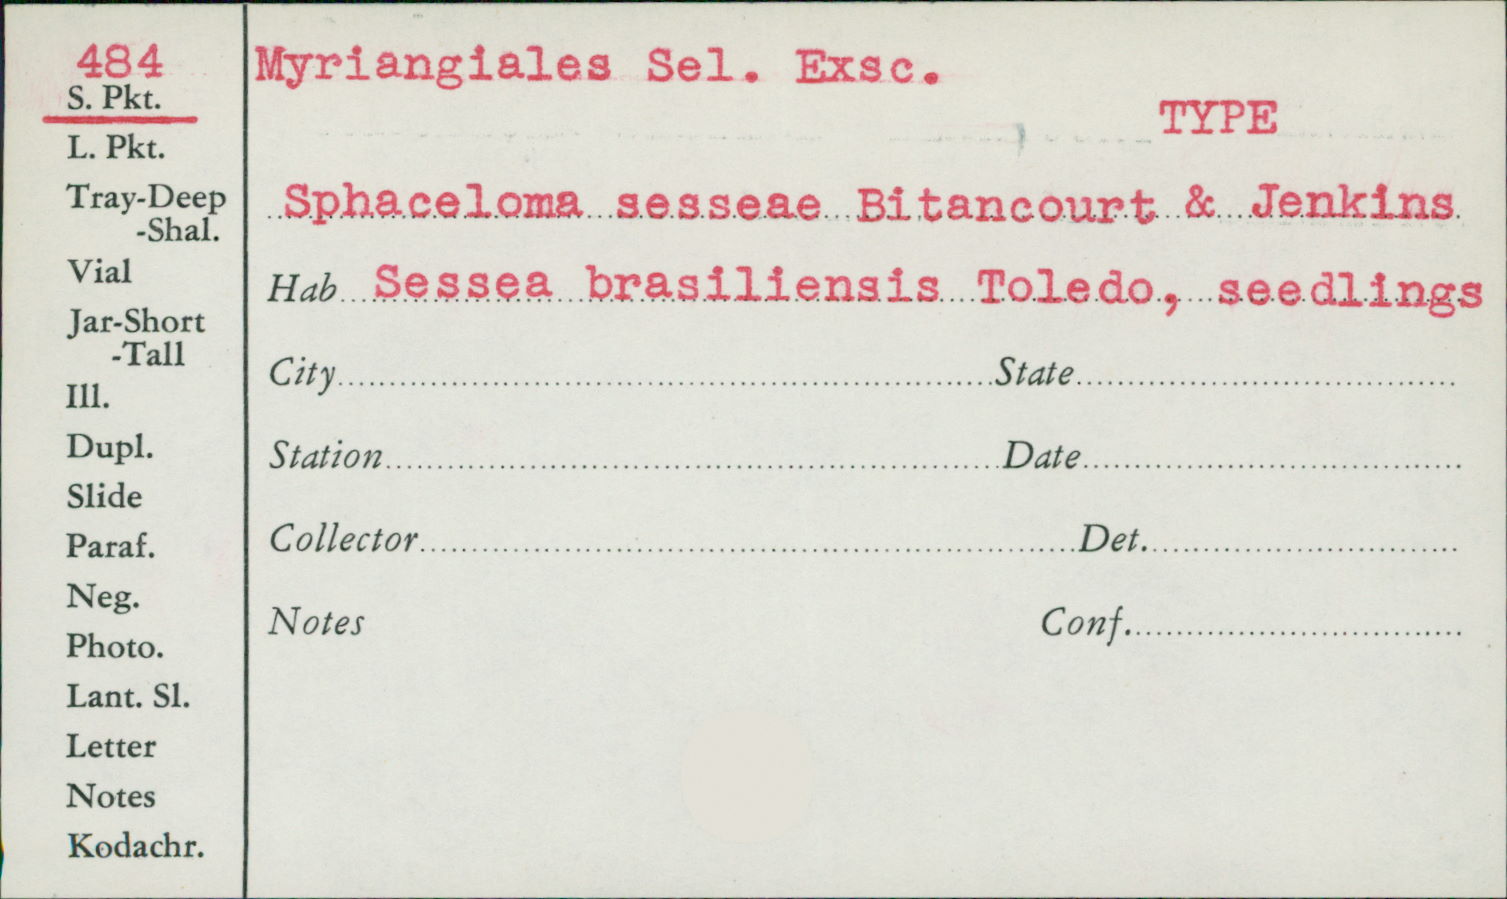 484
S. Pkt.
L. Pkt.
Tray-Deep
-Shal.
Vial
Jar-Short
-Tall
Ill.
Dupl.
Slide
Paraf.
Neg.
Photo.
Lant. Sl.
Letter
Notes
Kodachr.
Myriangiales Sel. Exsc.
TYPE
Sphaceloma sesseae Bitancourt & Jenkins
Hab Sessea brasiliensis Toledo, seedlings
City State
Station Date
Collector Det.
Notes Conf.